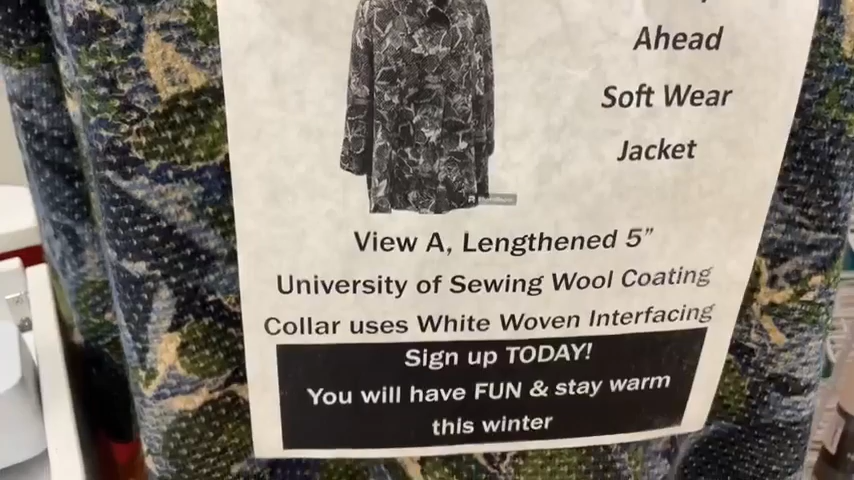 Ahead
Soft Wear
Jacket
View A, Lengthened 5”
University of Sewing Wool Coating
Collar uses White Woven Interfacing
Sign up TODAY!
You will have FUN & stay warm
this winter